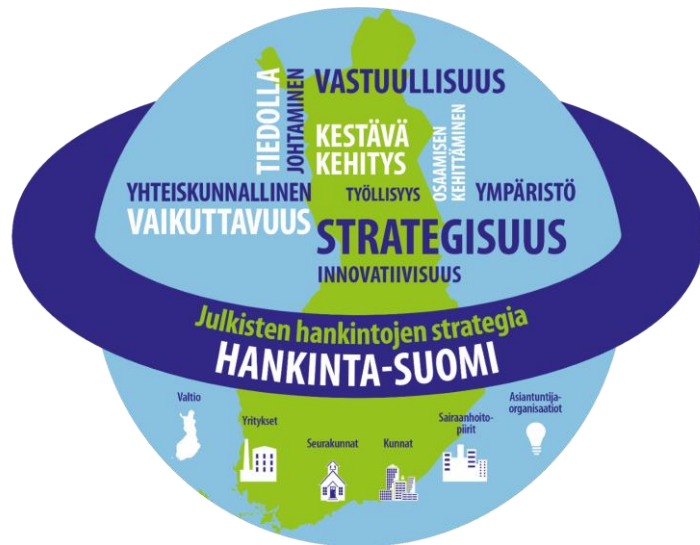 TIEDOLLA
JOHTAMINEN
VASTUULLISUUS
KESTÄVÄ
KEHITYS
OSAAMISEN
KEHITTÄMINEN
YHTEISKUNNALLINEN
VAIKUTTAVUUS
TYÖLLISYYS
YMPÄRISTÖ
STRATEGISUUS
INNOVATIIVISUUS
Julkisten hankintojen strategia
HANKINTA-SUOMI
Valtio
Yritykset
Seurakunnat
Kunnat
Sairaanhoito-
piirit
Asiantuntija-
organisaatiot